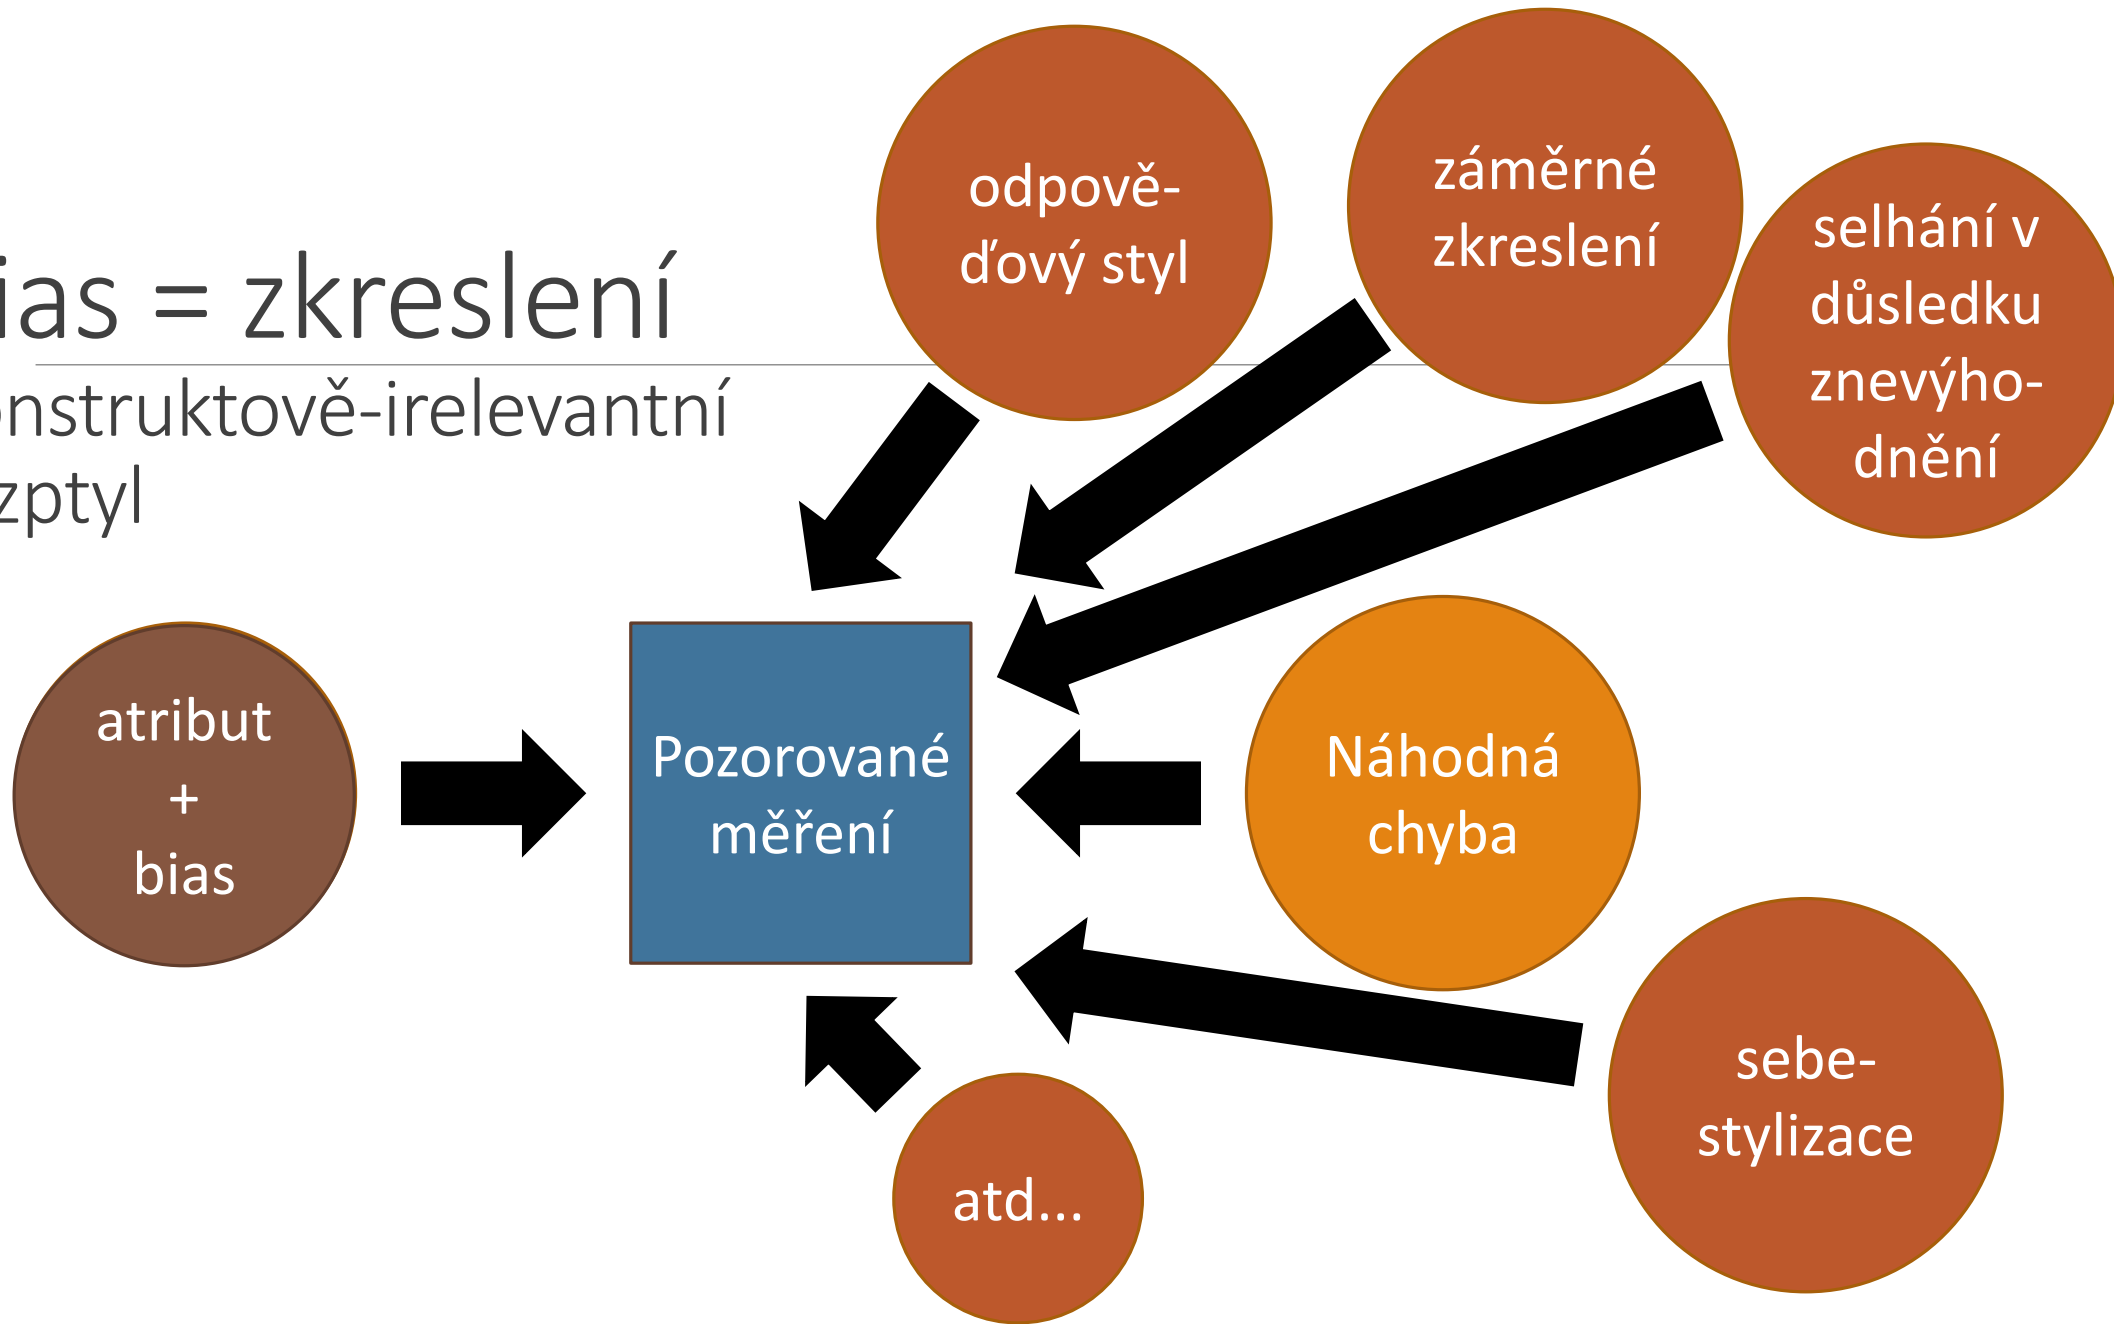 ias = zkreslení
onstruktově-irelevantní
zptyl
odpově-
ďový styl
záměrné
zkreslení
selhání v
důsledku
znevýho-
dnění
atribut
+
bias
Pozorované
měření
Náhodná
chyba
sebe-
stylizace
atd...